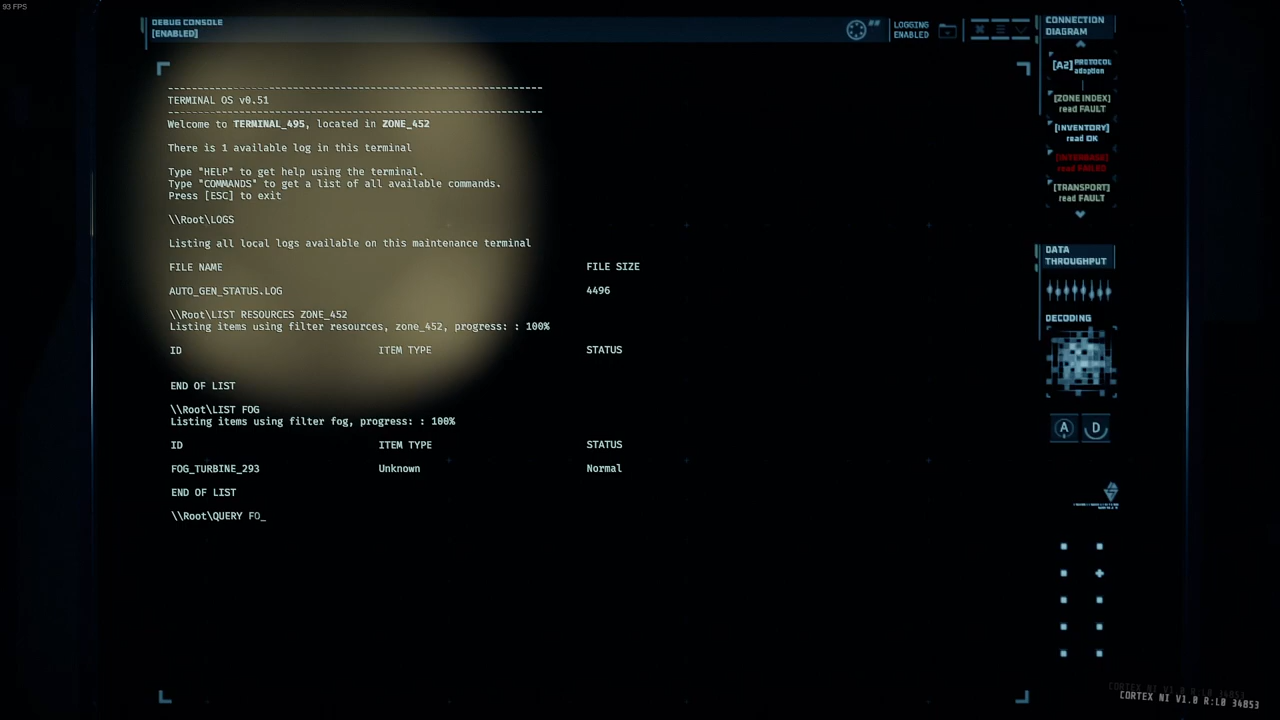 93 FPS
DEBUG CONSOLE
[ENABLED]
LOGGING
ENABLED
------------------------------------------------------------------
TERMINAL OS v0.51
------------------------------------------------------------------
Welcome to TERMINAL_495, located in ZONE_452
There is 1 available log in this terminal
Type "HELP" to get help using the terminal.
Type "COMMANDS" to get a list of all available commands.
Press [ESC] to exit
\\Root\LOGS
Listing all local logs available on this maintenance terminal
FILE NAME FILE SIZE
AUTO_GEN_STATUS.LOG 4496
\\Root\LIST RESOURCES ZONE_452
Listing items using filter resources, zone_452, progress: : 100%
ID ITEM TYPE STATUS
END OF LIST
\\Root\LIST FOG
Listing items using filter fog, progress: : 100%
ID ITEM TYPE STATUS
FOG_TURBINE_293 Unknown Normal
END OF LIST
\\Root\QUERY FO_
CONNECTION
DIAGRAM
[A2] PROTOCOL
adoption
[ZONE INDEX]
read FAULT
[INVENTORY]
read OK
read FAILED
[TRANSPORT]
read FAULT
DATA
THROUGHPUT
DECODING
A D
CORTEX NI V1.0 R:L0 34853